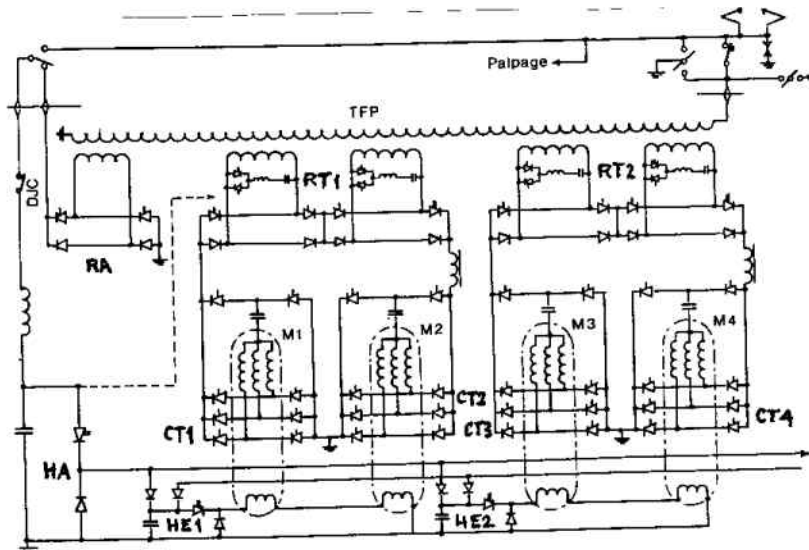 Palpage
TFP
DJC
RT1
RT2
RA
M1
M2
M3
M4
CT1
CT2
CT3
CT4
HA
HE1
HE2